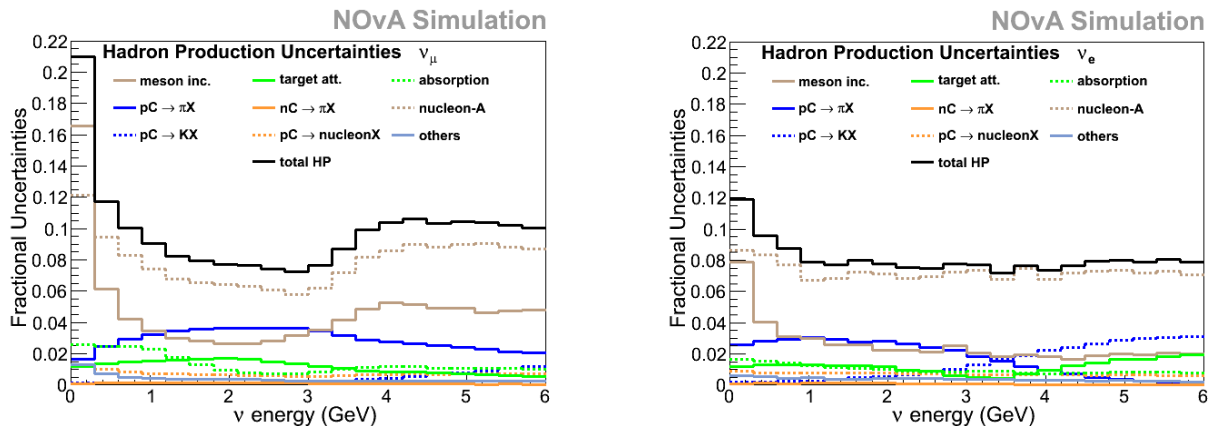 NOvA Simulation
Hadron Production Uncertainties ν_μ
meson inc. target att. absorption
pC → πX nC → πX nucleon-A
pC → KX pC → nucleonX others
total HP
Fractional Uncertainties
0.22
0.2
0.18
0.16
0.14
0.12
0.1
0.08
0.06
0.04
0.02
0
0 1 2 3 4 5 6
ν energy (GeV)
NOvA Simulation
Hadron Production Uncertainties ν_e
meson inc. target att. absorption
pC → πX nC → πX nucleon-A
pC → KX pC → nucleonX others
total HP
Fractional Uncertainties
0.22
0.2
0.18
0.16
0.14
0.12
0.1
0.08
0.06
0.04
0.02
0
0 1 2 3 4 5 6
ν energy (GeV)